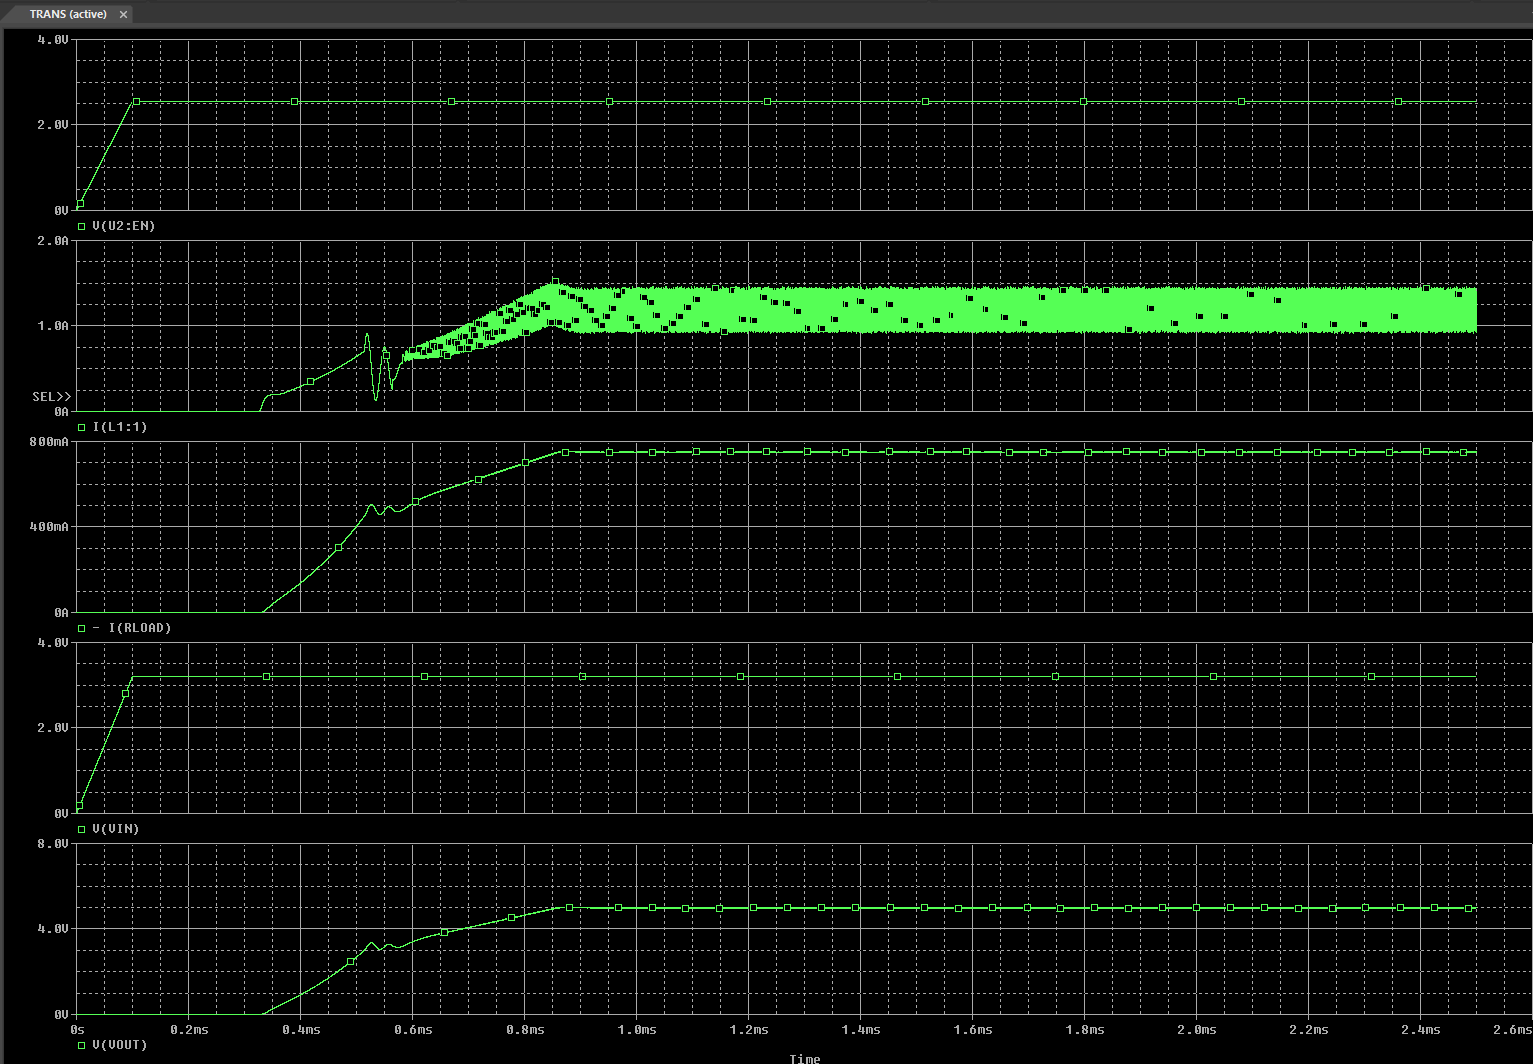 TRANS (active) ×
4.0V
2.0V
0V
V(U2:EN)
2.0A
1.0A
SEL>>
0A
I(L1:1)
800mA
400mA
0A
- I(RLOAD)
4.0V
2.0V
0V
V(VIN)
8.0V
4.0V
0V
0s 0.2ms 0.4ms 0.6ms 0.8ms 1.0ms 1.2ms 1.4ms 1.6ms 1.8ms 2.0ms 2.2ms 2.4ms 2.6ms
V(VOUT)
Time